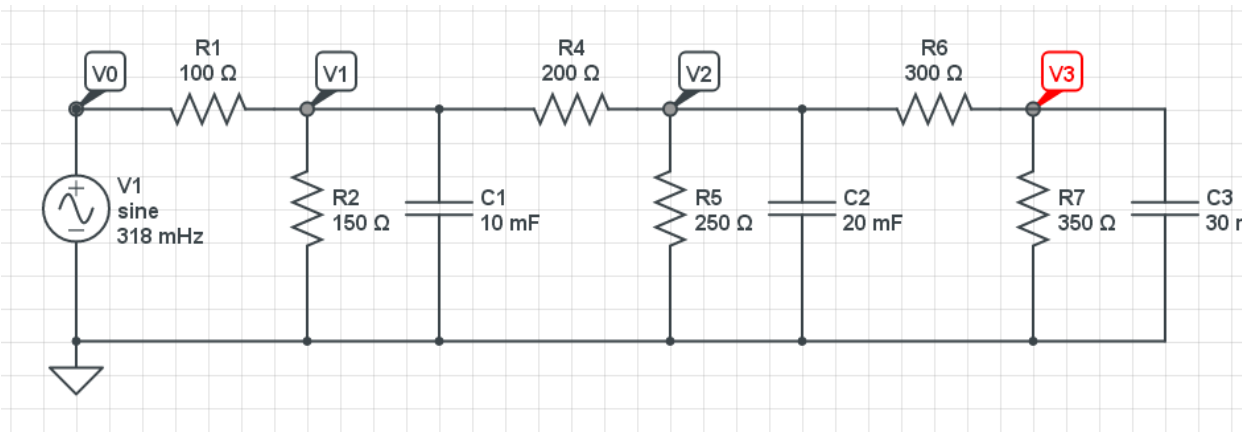 V0
R1
100 Ω
V1
R4
200 Ω
V2
R6
300 Ω
V3
V1
sine
318 mHz
R2
150 Ω
C1
10 mF
R5
250 Ω
C2
20 mF
R7
350 Ω
C3
30